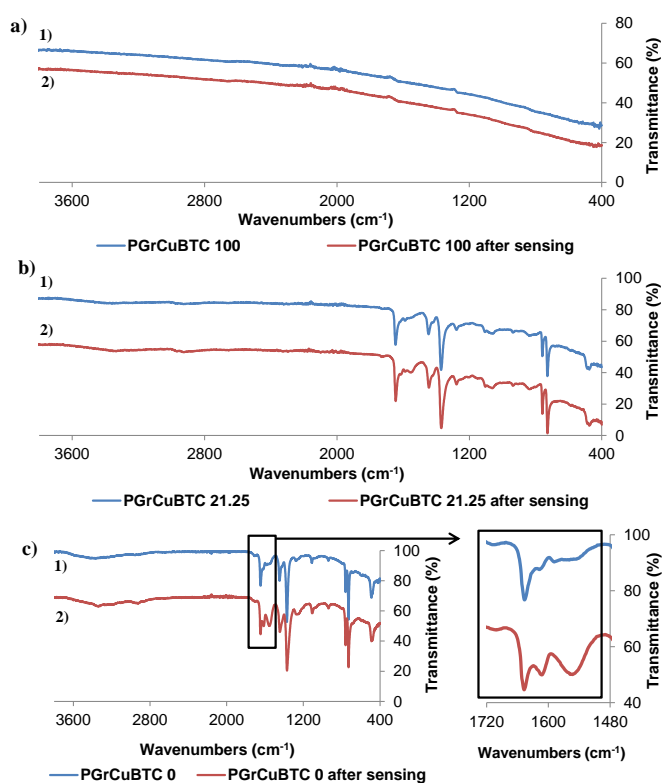 a)
1)
2)
80
60
40
20
0
Transmittance (%)
3600 2800 2000 1200 400
Wavenumbers (cm⁻¹)
PGrCuBTC 100 PGrCuBTC 100 after sensing
b)
1)
2)
100
80
60
40
20
0
Transmittance (%)
3600 2800 2000 1200 400
Wavenumbers (cm⁻¹)
PGrCuBTC 21.25 PGrCuBTC 21.25 after sensing
c)
1)
2)
100
80
60
40
20
0
Transmittance (%)
3600 2800 2000 1200 400
Wavenumbers (cm⁻¹)
PGrCuBTC 0 PGrCuBTC 0 after sensing
100
80
60
40
Transmittance (%)
1720 1600 1480
Wavenumbers (cm⁻¹)